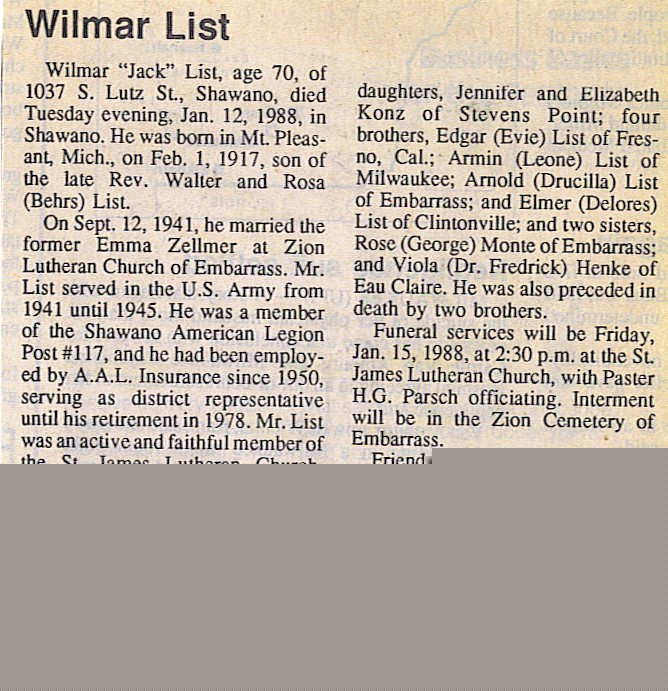 Wilmar List
Wilmar “Jack” List, age 70, of
1037 S. Lutz St., Shawano, died
Tuesday evening, Jan. 12, 1988, in
Shawano. He was born in Mt. Pleas-
ant, Mich., on Feb. 1, 1917, son of
the late Rev. Walter and Rosa
(Behrs) List.
On Sept. 12, 1941, he married the
former Emma Zellmer at Zion
Lutheran Church of Embarrass. Mr.
List served in the U.S. Army from
1941 until 1945. He was a member
of the Shawano American Legion
Post #117, and he had been employ-
ed by A.A.L. Insurance since 1950,
serving as district representative
until his retirement in 1978. Mr. List
was an active and faithful member of
the St. James Lutheran Church
daughters, Jennifer and Elizabeth
Konz of Stevens Point; four
brothers, Edgar (Evie) List of Fres-
no, Cal.; Armin (Leone) List of
Milwaukee; Arnold (Drucilla) List
of Embarrass; and Elmer (Delores)
List of Clintonville; and two sisters,
Rose (George) Monte of Embarrass;
and Viola (Dr. Fredrick) Henke of
Eau Claire. He was also preceded in
death by two brothers.
Funeral services will be Friday,
Jan. 15, 1988, at 2:30 p.m. at the St.
James Lutheran Church, with Paster
H.G. Parsch officiating. Interment
will be in the Zion Cemetery of
Embarrass.
Friend